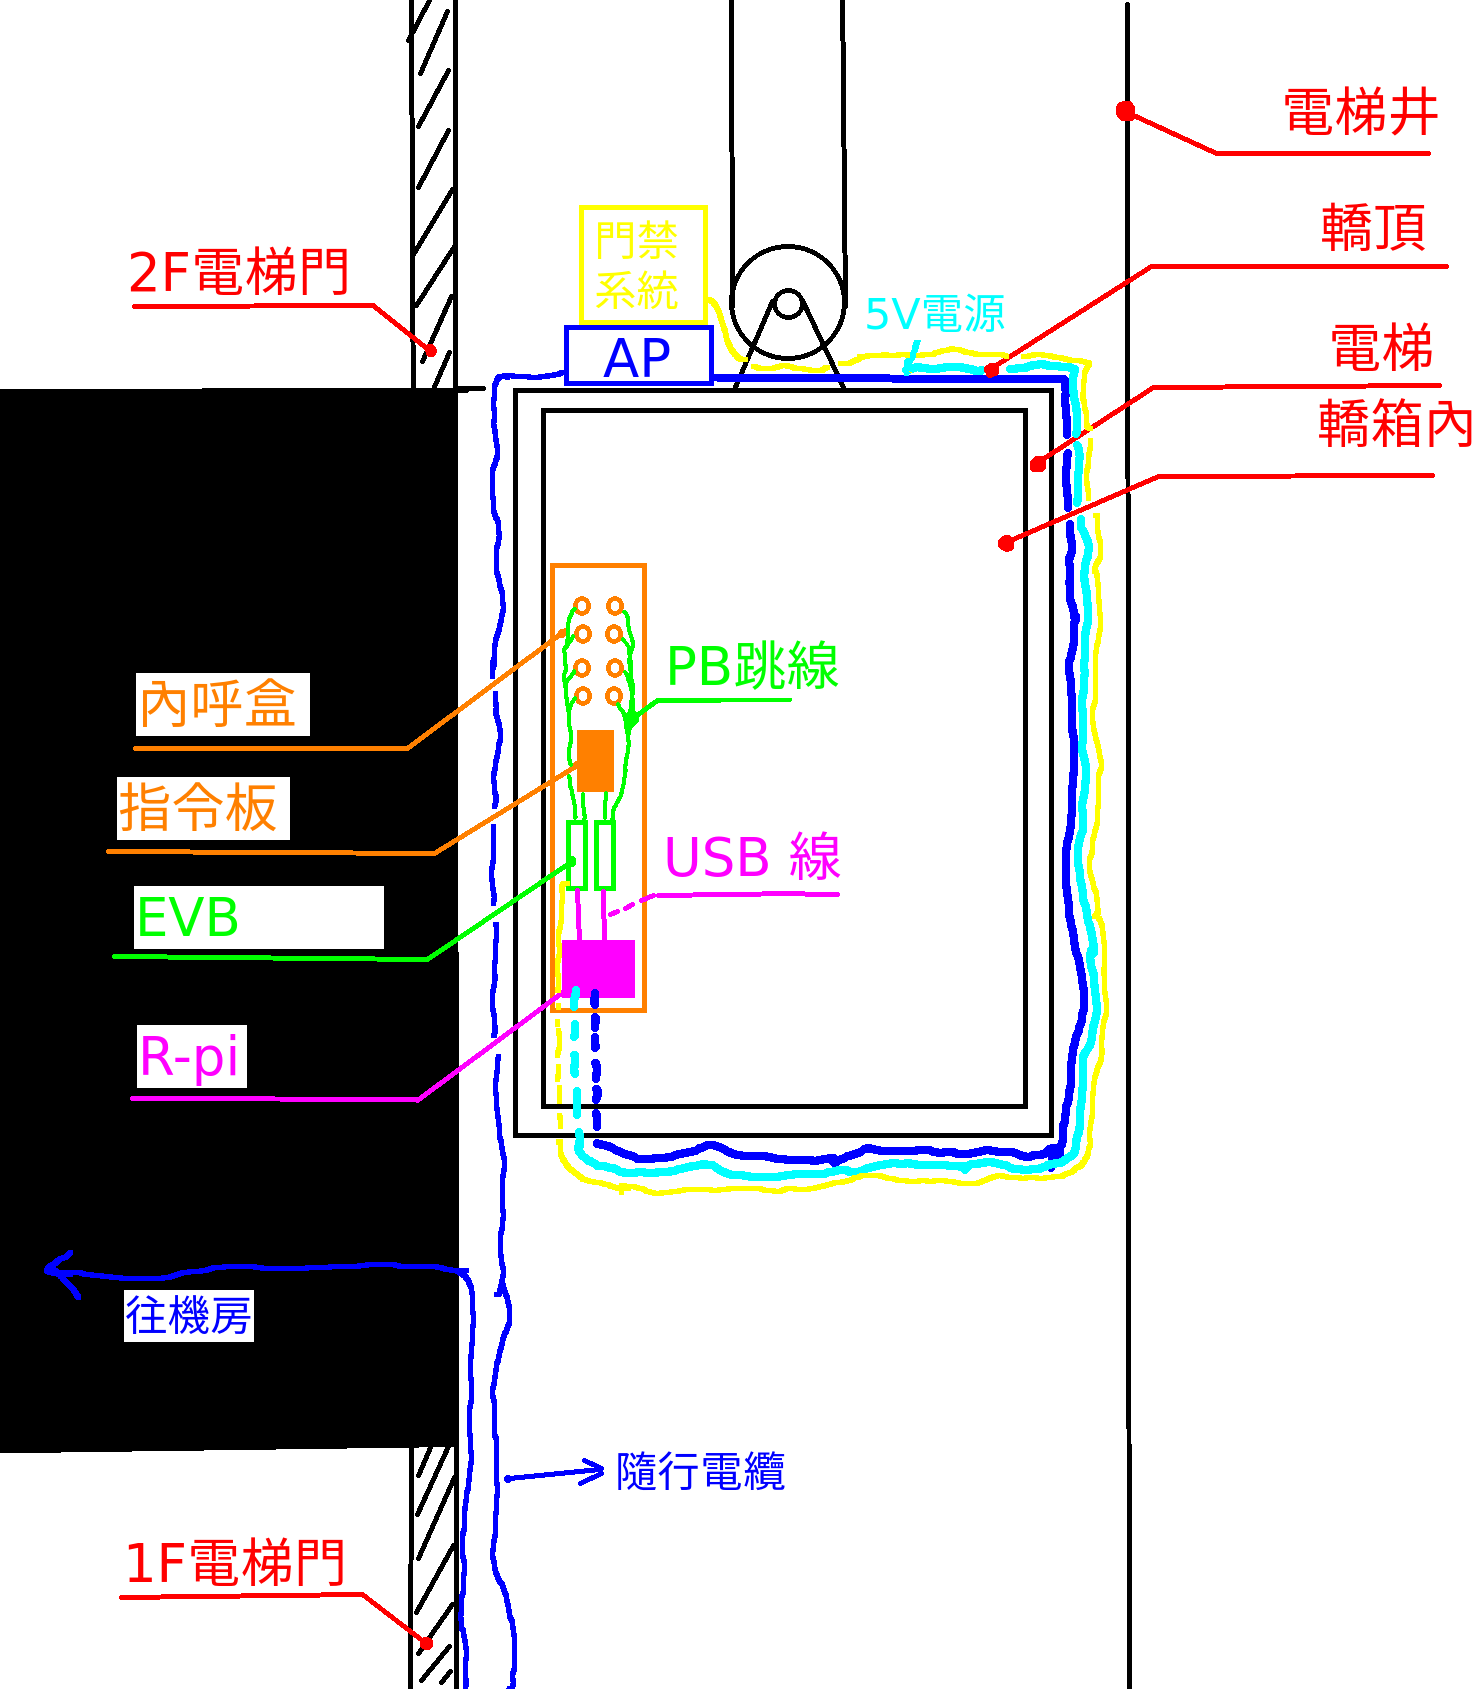 電梯井
轎頂
門禁
系統
2F電梯門
5V電源
AP
電梯
轎箱內
PB跳線
內呼盒
指令板
USB 線
EVB
R-pi
往機房
隨行電纜
1F電梯門